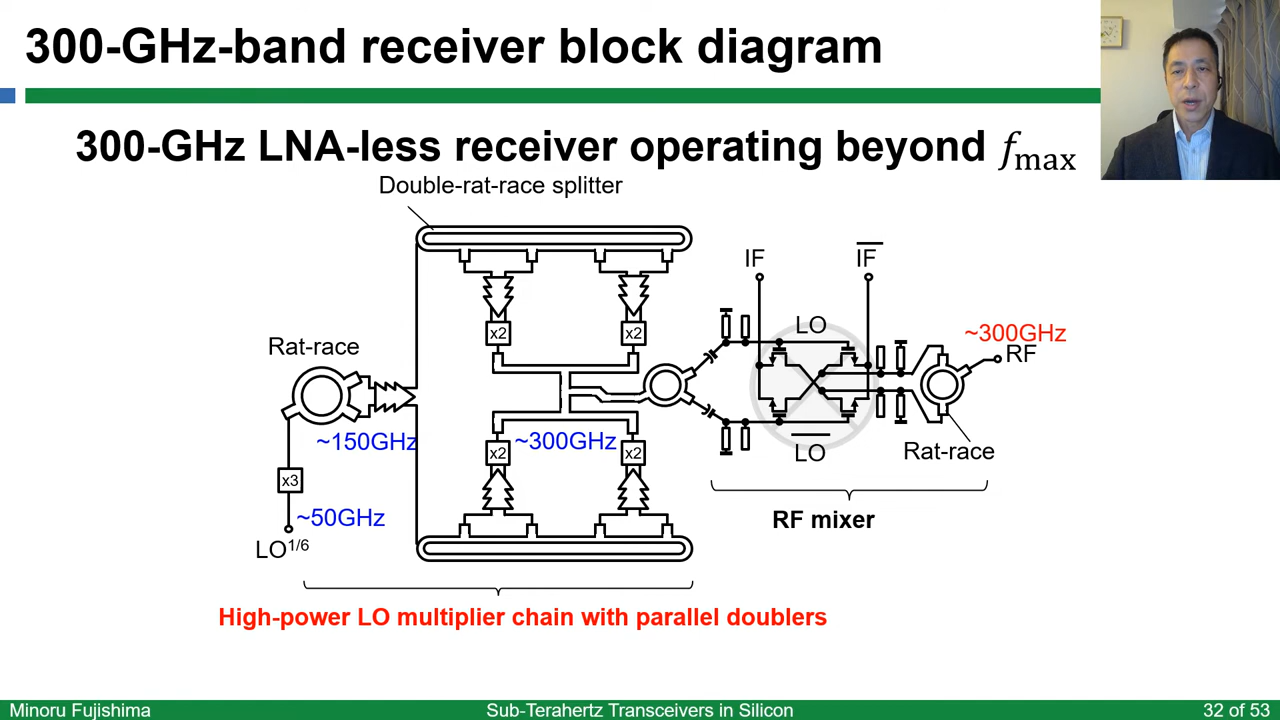 300-GHz-band receiver block diagram
300-GHz LNA-less receiver operating beyond fmax
Double-rat-race splitter
IF
IF
LO
~300GHz
RF
x2
x2
Rat-race
~150GHz
~300GHz
x2
x2
LO
Rat-race
x3
~50GHz
LO1/6
RF mixer
High-power LO multiplier chain with parallel doublers
Minoru Fujishima
Sub-Terahertz Transceivers in Silicon
32 of 53